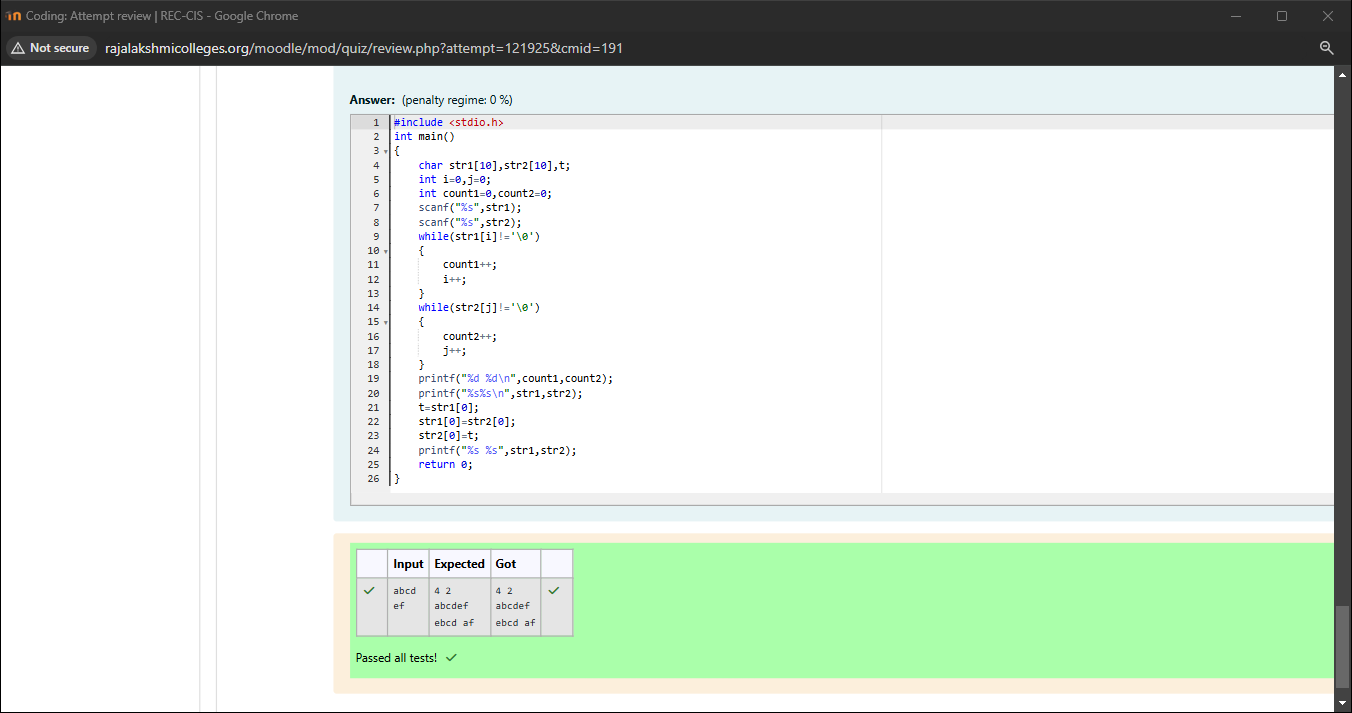 Coding: Attempt review | REC-CIS - Google Chrome
Not secure rajalakshmicolleges.org/moodle/mod/quiz/review.php?attempt=121925&cmid=191
Answer: (penalty regime: 0 %)
1 #include <stdio.h>
2 int main()
3 {
4 char str1[10],str2[10],t;
5 int i=0,j=0;
6 int count1=0,count2=0;
7 scanf("%s",str1);
8 scanf("%s",str2);
9 while(str1[i]!='\0')
10 {
11 count1++;
12 i++;
13 }
14 while(str2[j]!='\0')
15 {
16 count2++;
17 j++;
18 }
19 printf("%d %d\n",count1,count2);
20 printf("%s%s\n",str1,str2);
21 t=str1[0];
22 str1[0]=str2[0];
23 str2[0]=t;
24 printf("%s %s",str1,str2);
25 return 0;
26 }
Input Expected Got
abcd 4 2 4 2
ef abcdef abcdef
ebcd af ebcd af
Passed all tests!